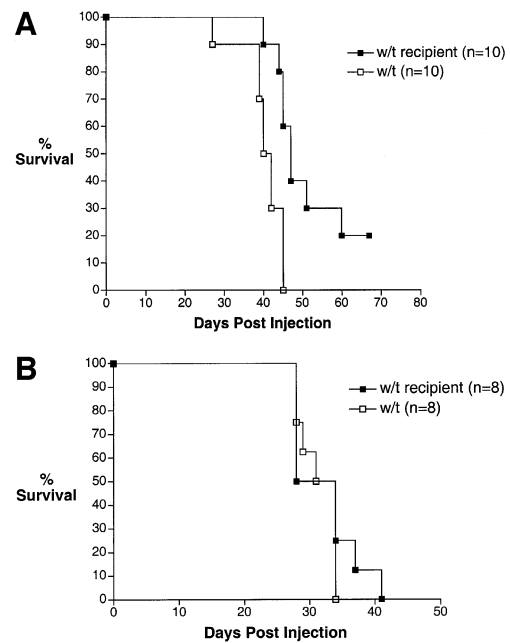 A
100
90
80
70
60
50
40
30
20
10
0
%
Survival
0 10 20 30 40 50 60 70 80
Days Post Injection
w/t recipient (n=10)
w/t (n=10)
B
100
90
80
70
60
50
40
30
20
10
0
%
Survival
0 10 20 30 40 50
Days Post Injection
w/t recipient (n=8)
w/t (n=8)